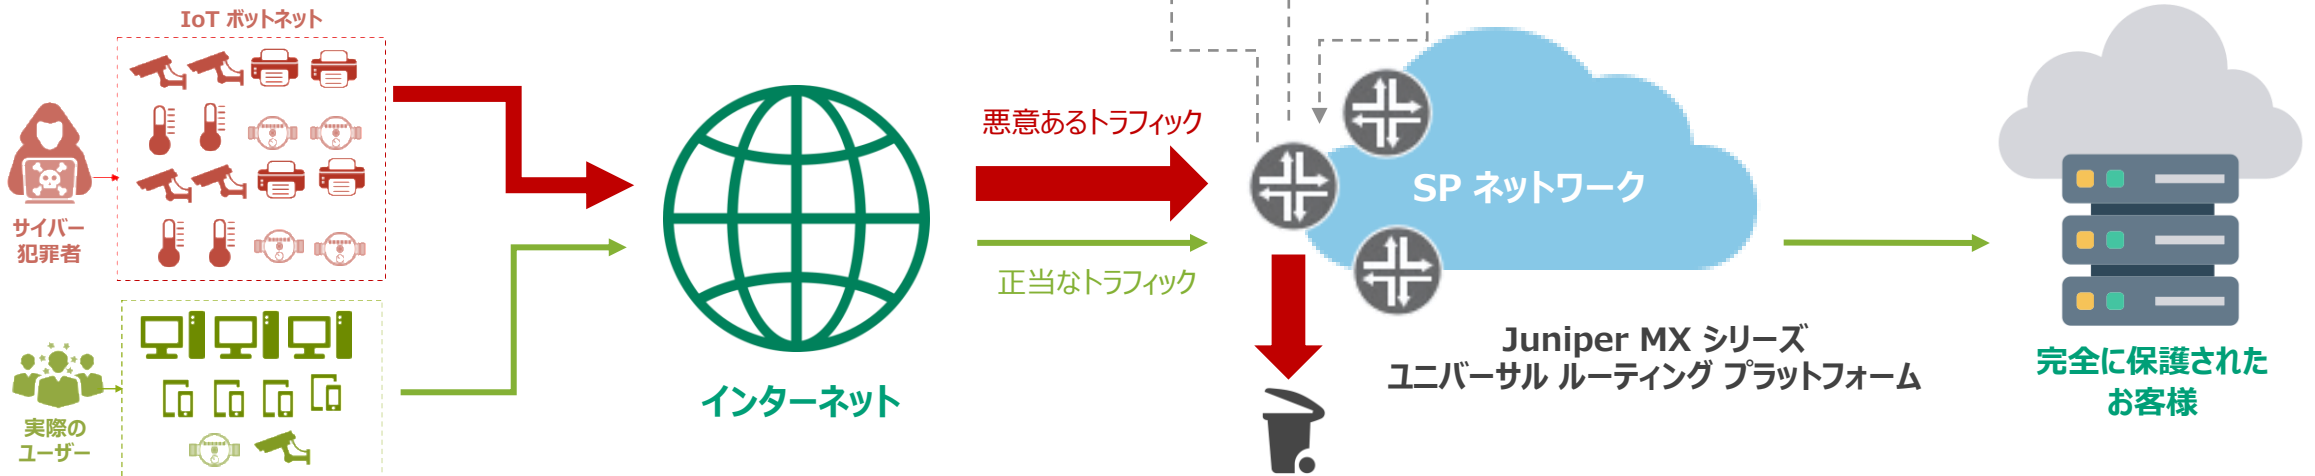 IoT ボットネット
サイバー
犯罪者
実際の
ユーザー
インターネット
悪意あるトラフィック
正当なトラフィック
SP ネットワーク
Juniper MX シリーズ
ユニバーサル ルーティング プラットフォーム
完全に保護された
お客様